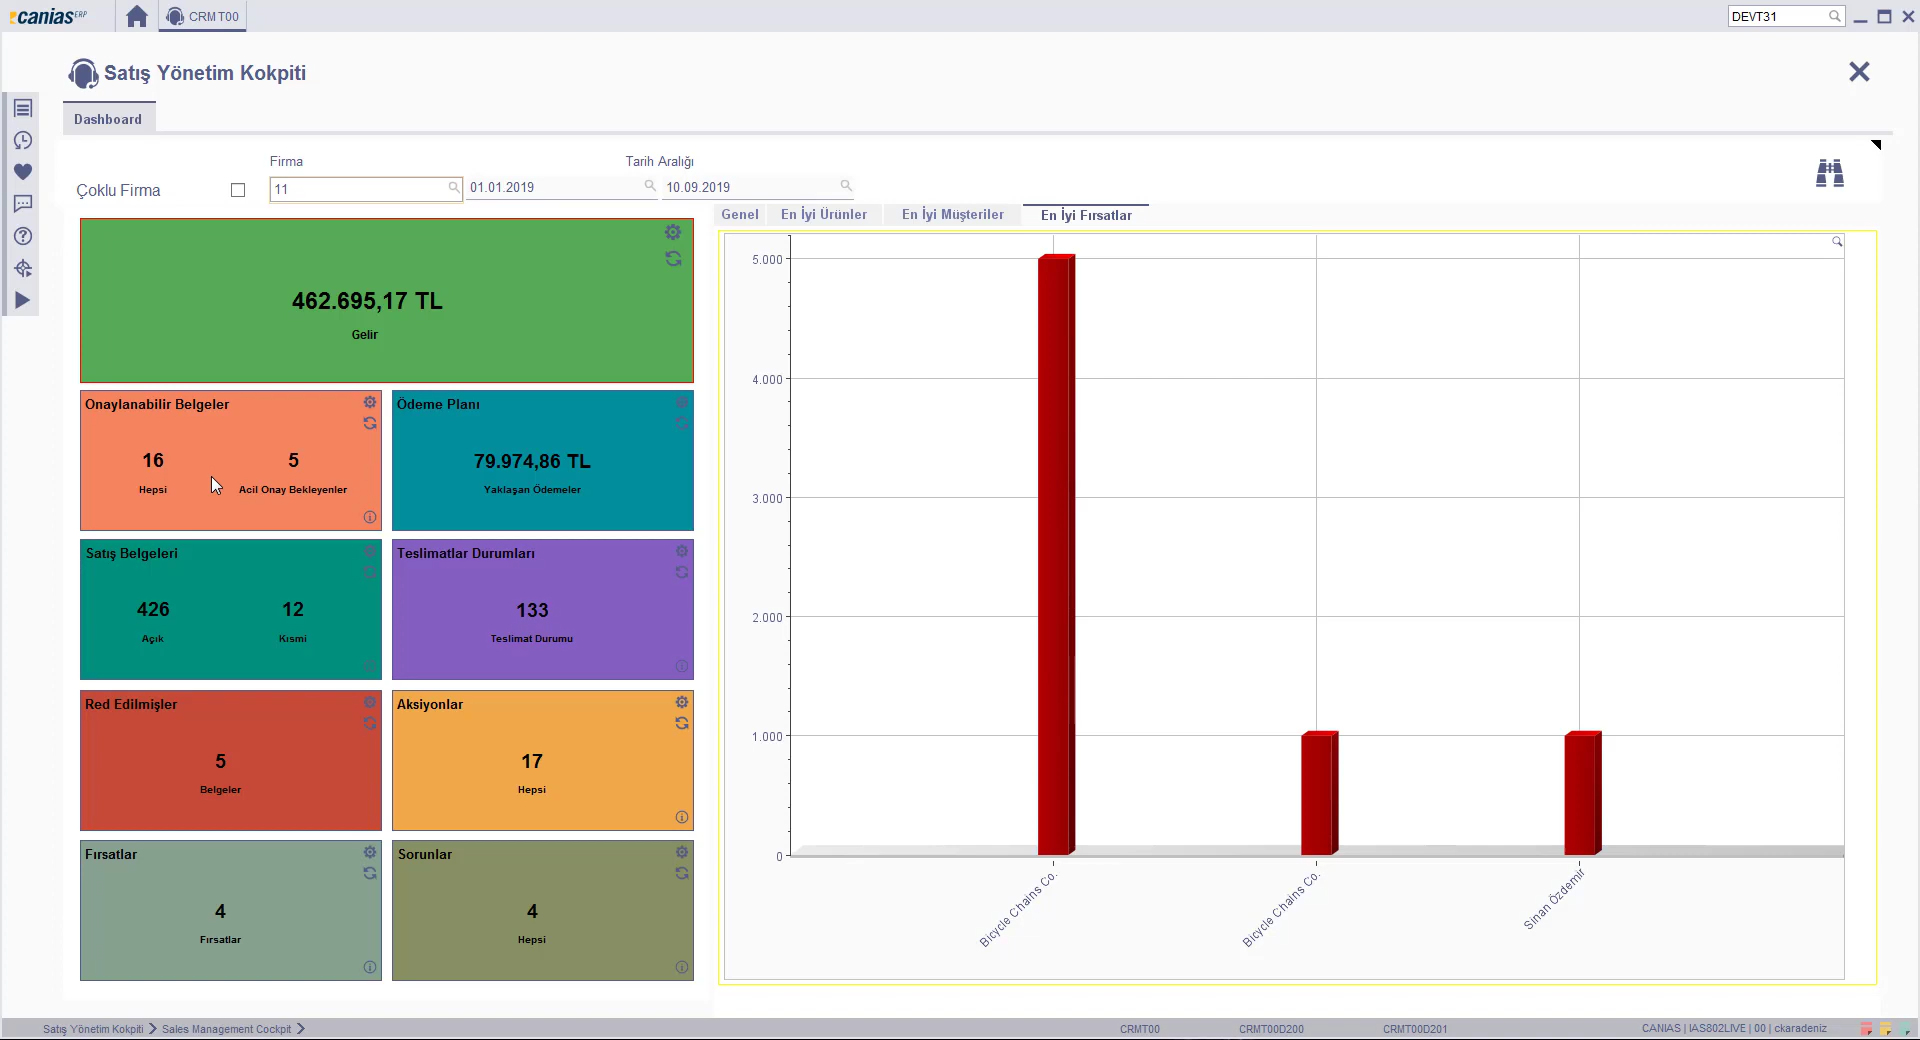 canias ERP
CRMT00
DEVT31
Satış Yönetim Kokpiti
Dashboard
Firma
Tarih Aralığı
Çoklu Firma
11
01.01.2019
10.09.2019
Genel
En İyi Ürünler
En İyi Müşteriler
En İyi Fırsatlar
462.695,17 TL
Gelir
Onaylanabilir Belgeler
16
5
Hepsi
Acil Onay Bekleyenler
Ödeme Planı
79.974,86 TL
Yaklaşan Ödemeler
Satış Belgeleri
426
12
Açık
Kısmi
Teslimatlar Durumları
133
Teslimat Durumu
Red Edilmişler
5
Belgeler
Aksiyonlar
17
Hepsi
Fırsatlar
4
Fırsatlar
Sorunlar
4
Hepsi
5.000
4.000
3.000
2.000
1.000
0
Bicycle Chains Co.
Bicycle Chains Co.
Sinan Özdemir
Satış Yönetim Kokpiti
Sales Management Cockpit
CRMT00
CRMT00D200
CRMT00D201
CANIAS | IAS802LIVE | 00 | ckaradeniz